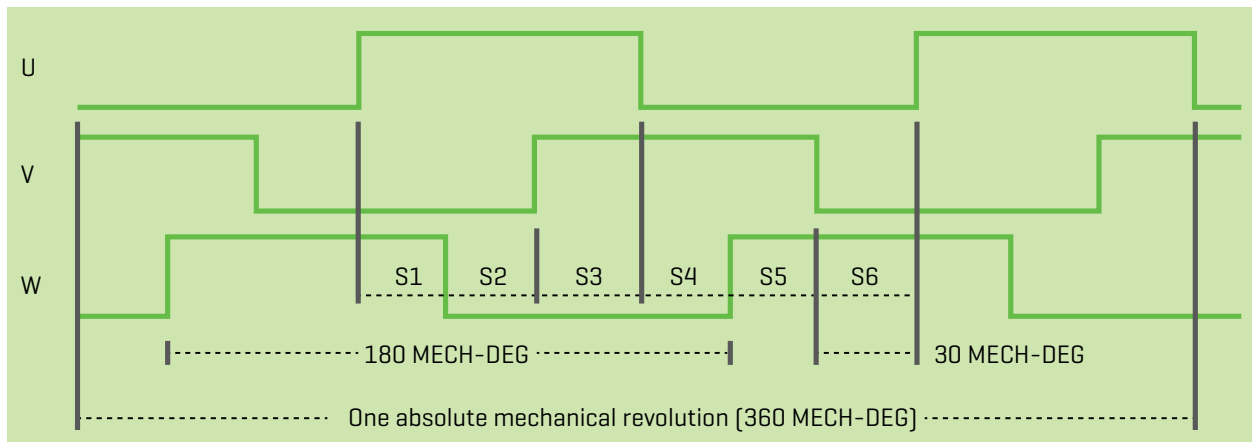 U
V
W
S1 S2 S3 S4 S5 S6
180 MECH-DEG 30 MECH-DEG
One absolute mechanical revolution (360 MECH-DEG)